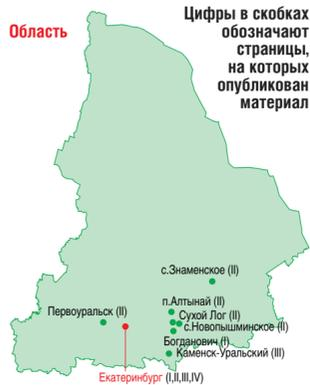 Область
Цифры в скобках
обозначают
страницы,
на которых
опубликован
материал
с.Знаменское (II)
п.Алтынай (II)
Первоуральск (II)
Сухой Лог (II)
с.Новопышминское (II)
Богданович (I)
Каменск-Уральский (III)
Екатеринбург (I,II,III,IV)